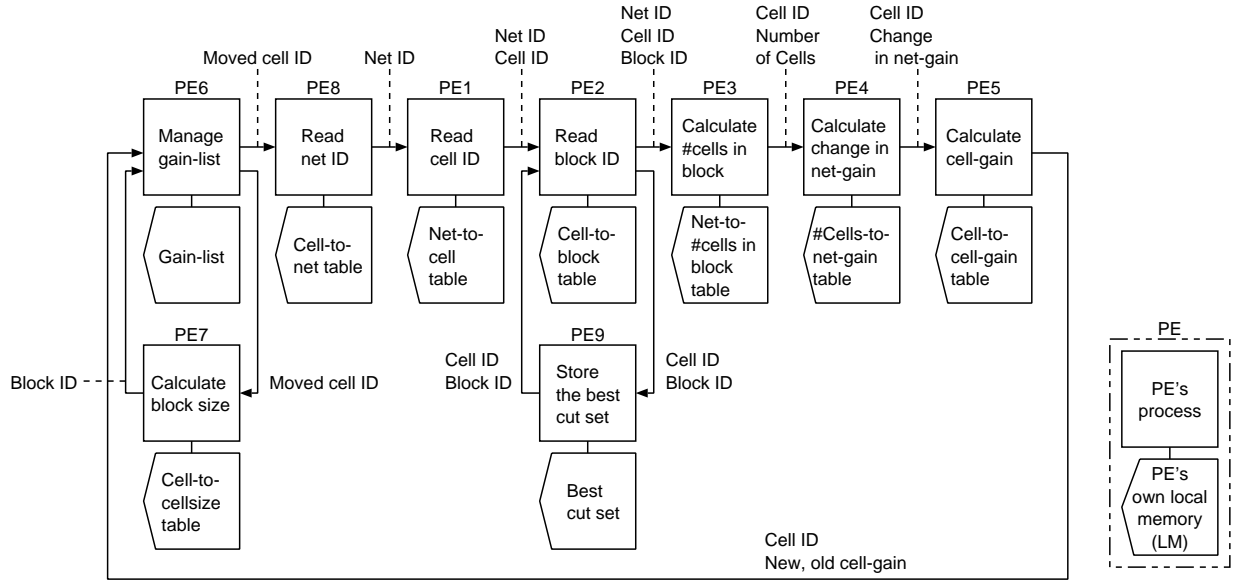 Net ID
Cell ID
Block ID
Cell ID
Number
of Cells
Cell ID
Change
in net-gain
Net ID
Cell ID
Moved cell ID
Net ID
PE6
PE8
PE1
PE2
PE3
PE4
PE5
Manage
gain-list
Read
net ID
Read
cell ID
Read
block ID
Calculate
#cells in
block
Calculate
change in
net-gain
Calculate
cell-gain
Gain-list
Cell-to-
net table
Net-to-
cell
table
Cell-to-
block
table
Net-to-
#cells in
block
table
#Cells-to-
net-gain
table
Cell-to-
cell-gain
table
PE7
PE9
PE
Block ID
Calculate
block size
Moved cell ID
Cell ID
Block ID
Store
the best
cut set
Cell ID
Block ID
PE's
process
Cell-to-
cellsize
table
Best
cut set
PE's
own local
memory
(LM)
Cell ID
New, old cell-gain